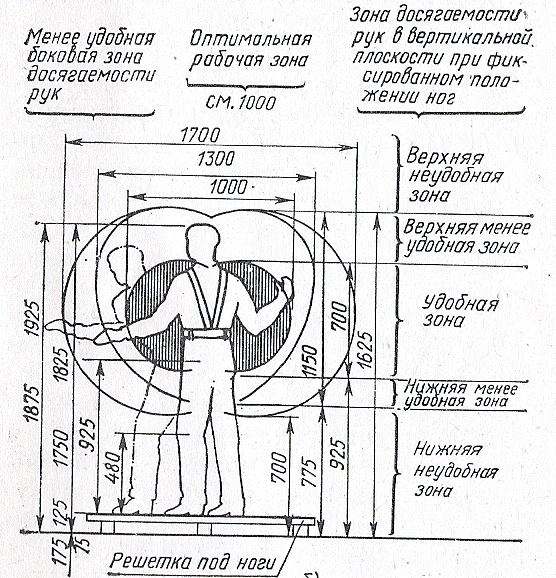 Менее удобная
боковая зона
досягаемости
рук
Оптимальная
рабочая зона
см. 1000
Зона досягаемости
рук в вертикальной
плоскости при фик-
сированном поло-
жении ног
1700
1300
1000
Верхняя
неудобная
зона
Верхняя менее
удобная зона
Удобная
зона
Нижняя менее
удобная зона
Нижняя
неудобная
зона
1925
1875
1825
1750
925
480
125
175
75
700
1150
1625
700
775
925
Решетка под ноги